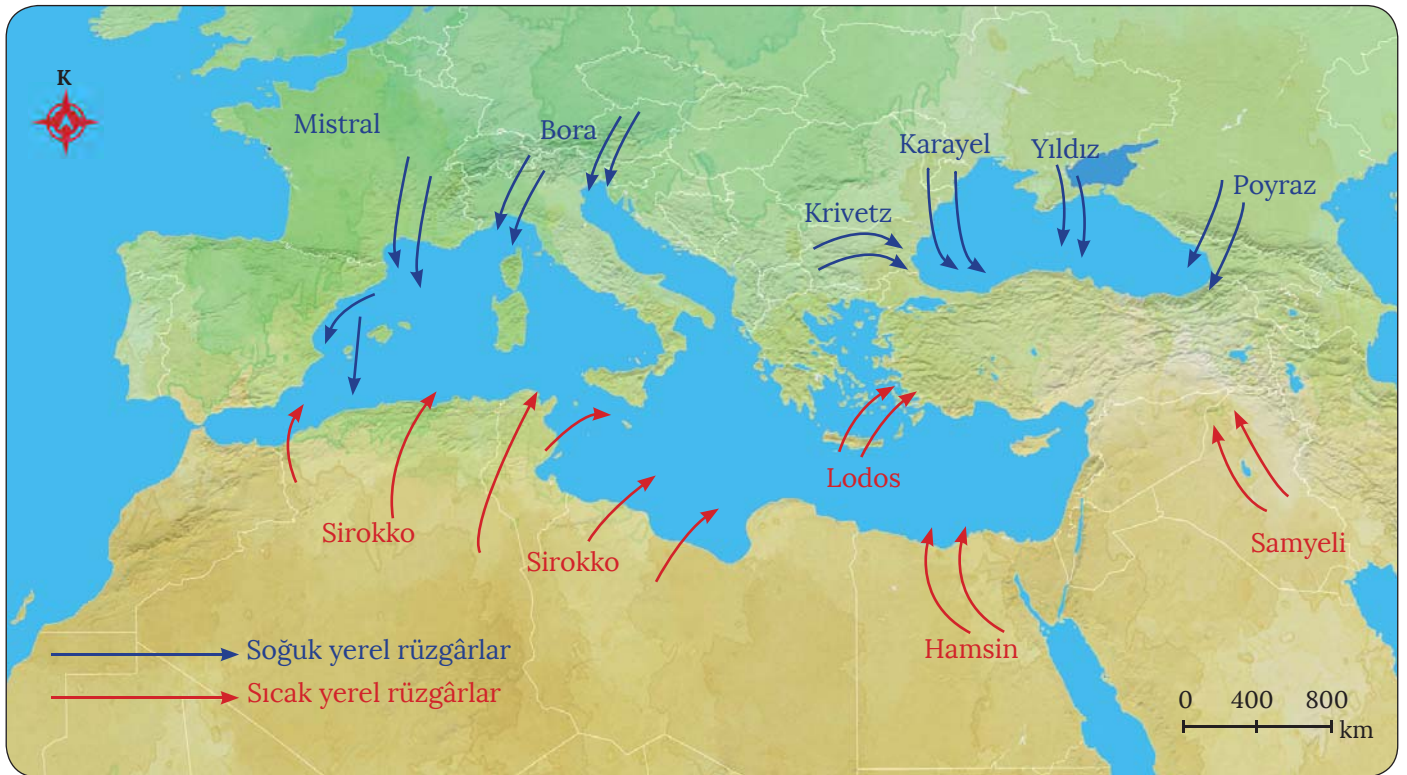 K
Mistral
Bora
Karayel
Yıldız
Poyraz
Krivetz
Lodos
Sirokko
Sirokko
Samyeli
Hamsin
Soğuk yerel rüzgârlar
Sıcak yerel rüzgârlar
0 400 800
km